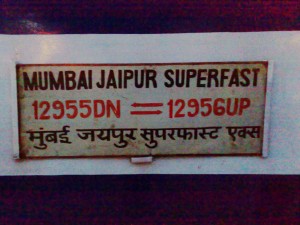 MUMBAI JAIPUR SUPERFAST
12955DN = 12956UP
मुंबई जयपुर सुपरफास्ट एक्स